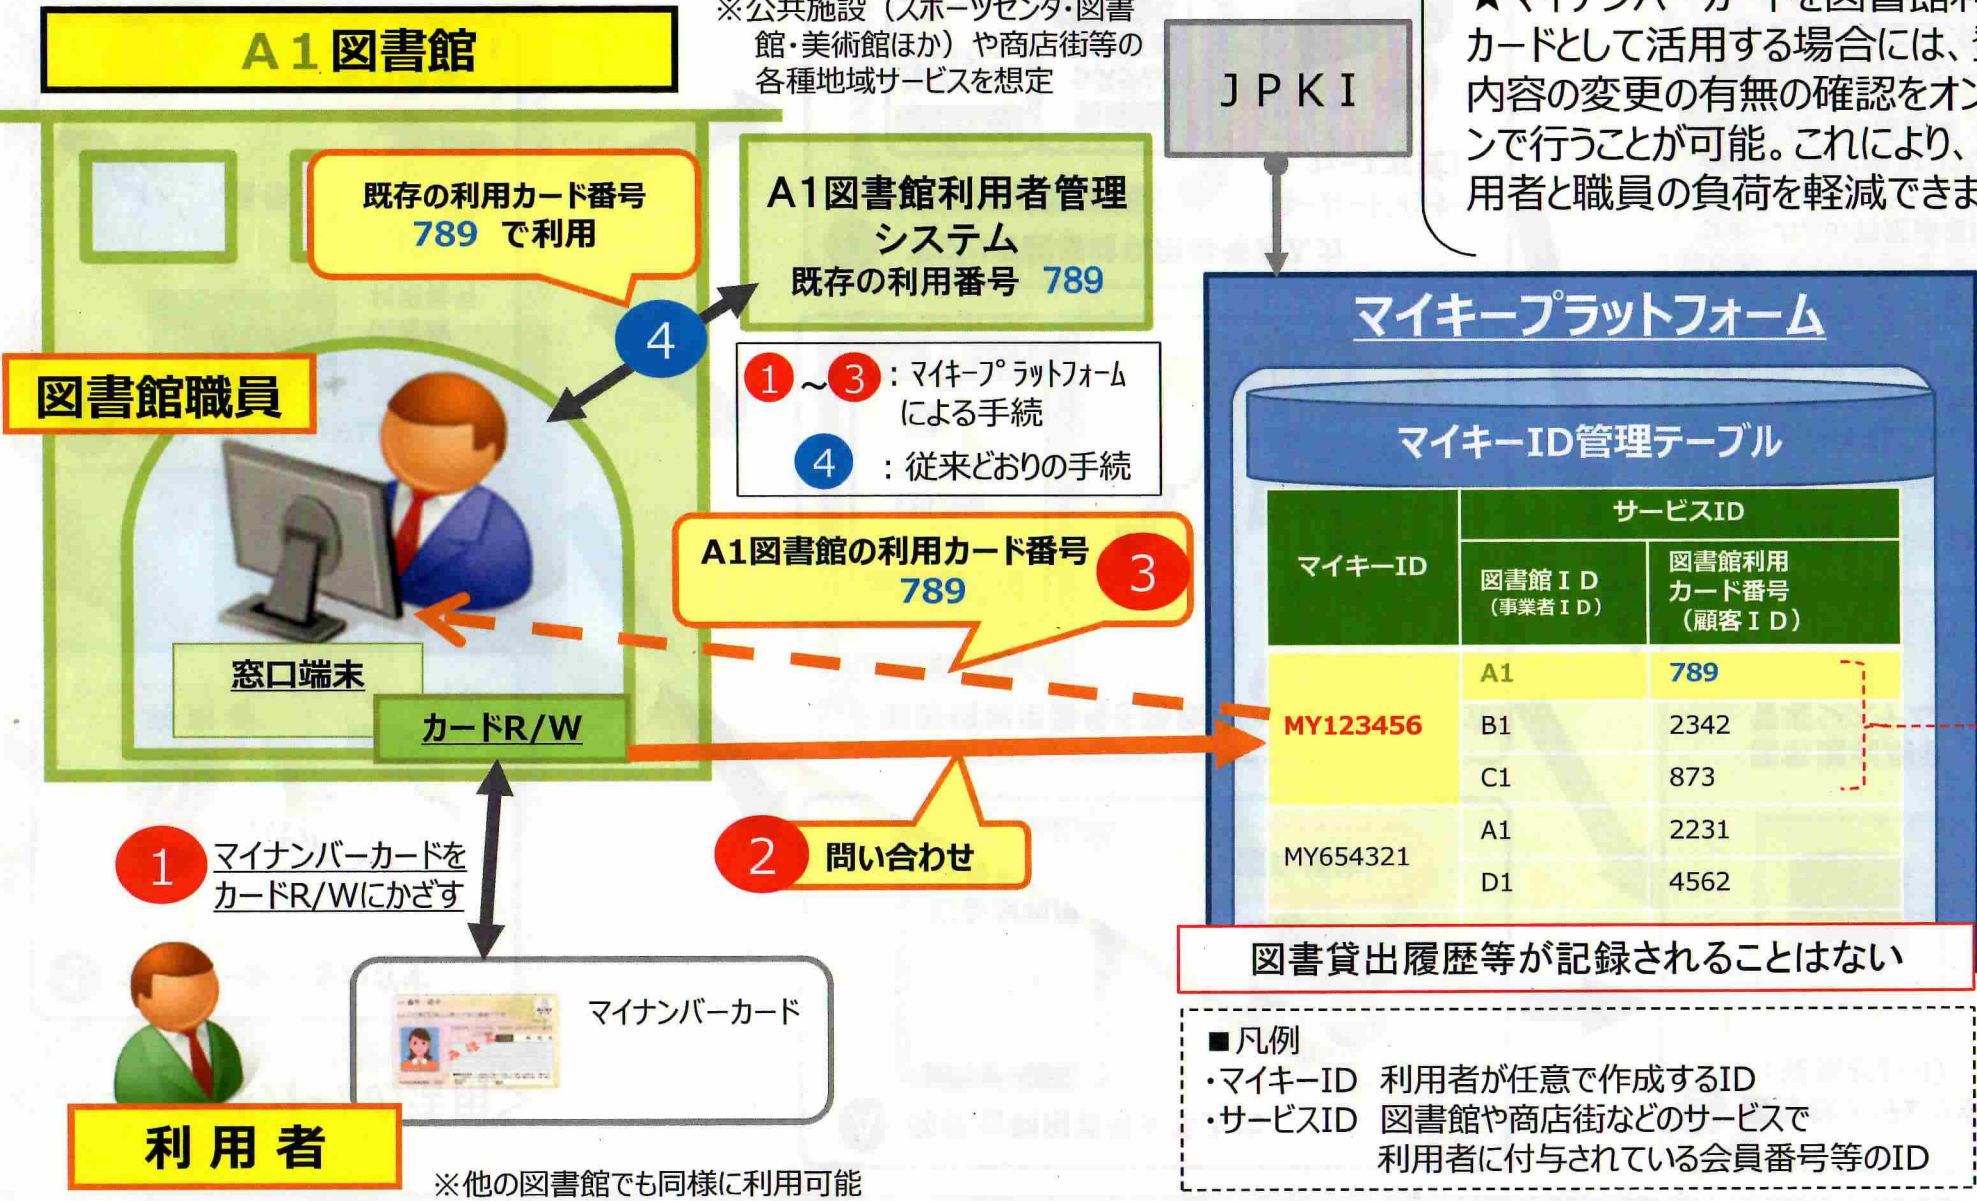 A1図書館
※公共施設（スポーツセンタ・図書
館・美術館ほか）や商店街等の
各種地域サービスを想定
JPKI
★マイナンバーカードを図書館
カードとして活用する場合には、
内容の変更の有無の確認をオン
ンで行うことが可能。これにより、
用者と職員の負荷を軽減できま
既存の利用カード番号
789 で利用
4
A1図書館利用者管理
システム
既存の利用番号 789
1～3：マイキープラットフォーム
による手続
4：従来どおりの手続
図書館職員
A1図書館の利用カード番号
789
3
窓口端末
カードR/W
1
マイナンバーカードを
カードR/Wにかざす
2 問い合わせ
マイナンバーカード
利用者
※他の図書館でも同様に利用可能
マイキープラットフォーム
マイキーID管理テーブル
マイキーID
サービスID
図書館ＩＤ
（事業者ＩＤ）
図書館利用
カード番号
（顧客ＩＤ）
MY123456
A1 789
B1 2342
C1 873
MY654321
A1 2231
D1 4562
図書貸出履歴等が記録されることはない
■凡例
・マイキーID 利用者が任意で作成するID
・サービスID 図書館や商店街などのサービスで
利用者に付与されている会員番号等のID